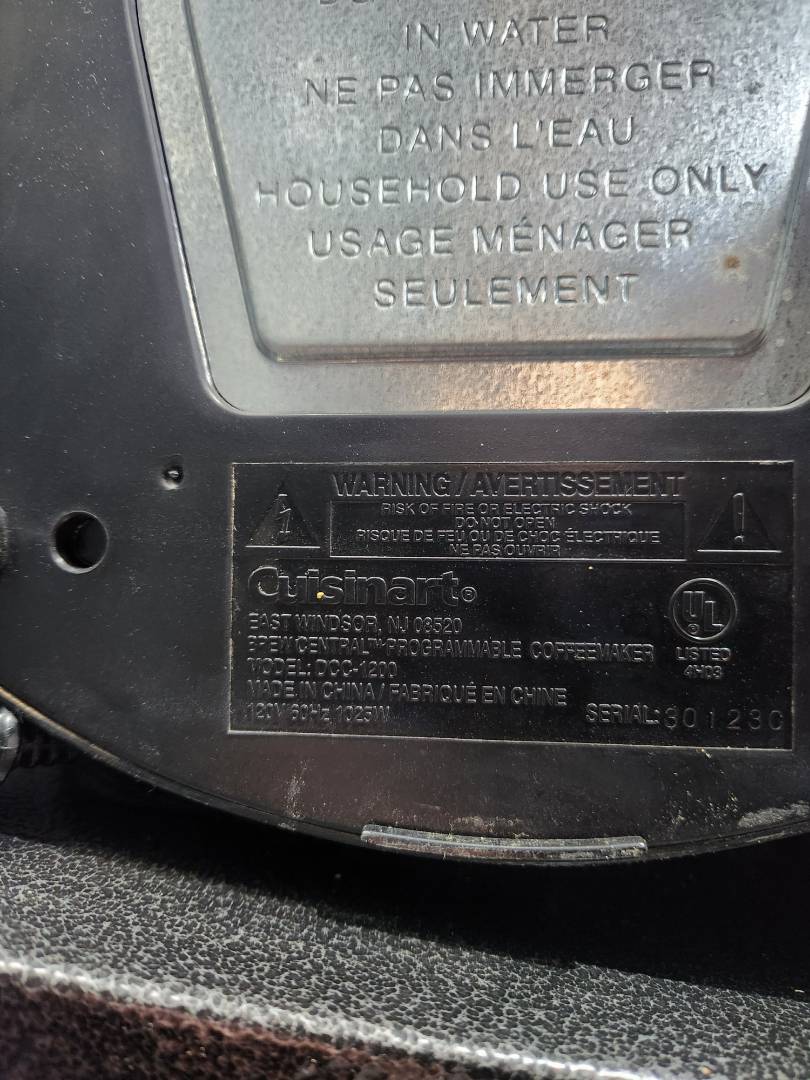 IN WATER
NE PAS IMMERGER
DANS L'EAU
HOUSEHOLD USE ONLY
USAGE MÉNAGER
SEULEMENT
WARNING / AVERTISSEMENT
RISK OF FIRE OR ELECTRIC SHOCK
DO NOT OPEN
RISQUE DE FEU OU DE CHOC ÉLECTRIQUE
NE PAS OUVRIR
Cuisinart®
EAST WINDSOR, NJ 08520
BREW CENTRAL™ PROGRAMMABLE COFFEEMAKER
MODEL: DCC-1200
MADE IN CHINA / FABRIQUÉ EN CHINE
120V 60Hz 1025W
UL
LISTED
SERIAL: